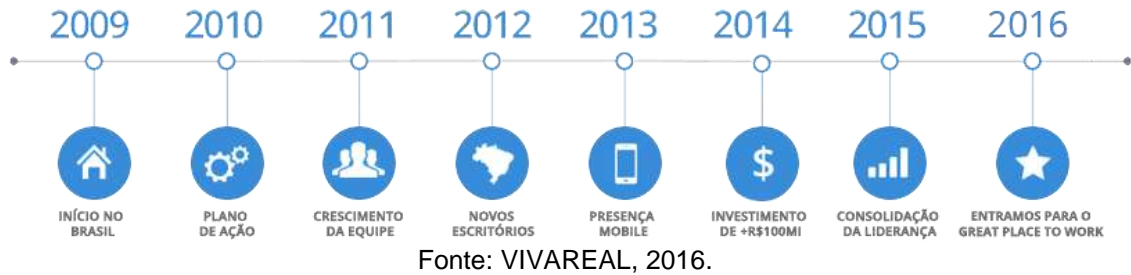 2009 2010 2011 2012 2013 2014 2015 2016
$
INÍCIO NO
BRASIL
PLANO
DE AÇÃO
CRESCIMENTO
DA EQUIPE
NOVOS
ESCRITÓRIOS
PRESENÇA
MOBILE
INVESTIMENTO
DE +R$100MI
CONSOLIDAÇÃO
DA LIDERANÇA
ENTRAMOS PARA O
GREAT PLACE TO WORK
Fonte: VIVAREAL, 2016.